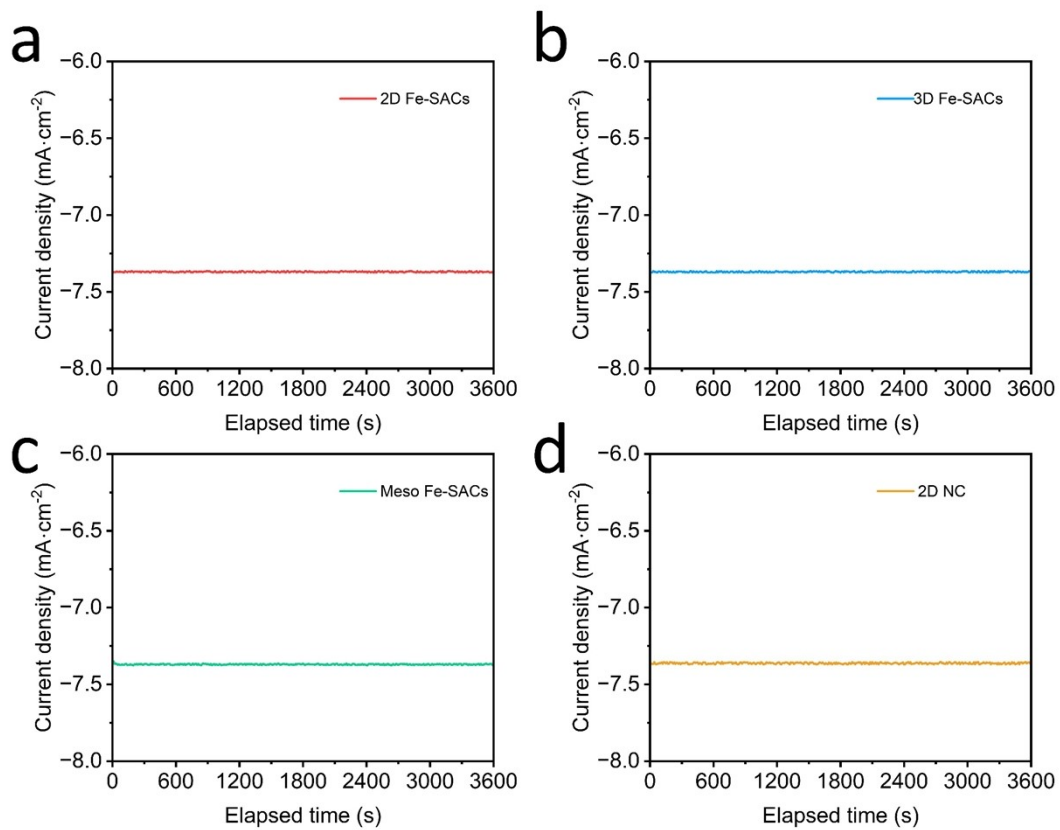 a
−6.0
−6.5
−7.0
−7.5
−8.0
Current density (mA·cm⁻²)
2D Fe-SACs
0 600 1200 1800 2400 3000 3600
Elapsed time (s)
b
−6.0
−6.5
−7.0
−7.5
−8.0
Current density (mA·cm⁻²)
3D Fe-SACs
0 600 1200 1800 2400 3000 3600
Elapsed time (s)
c
−6.0
−6.5
−7.0
−7.5
−8.0
Current density (mA·cm⁻²)
Meso Fe-SACs
0 600 1200 1800 2400 3000 3600
Elapsed time (s)
d
−6.0
−6.5
−7.0
−7.5
−8.0
Current density (mA·cm⁻²)
2D NC
0 600 1200 1800 2400 3000 3600
Elapsed time (s)